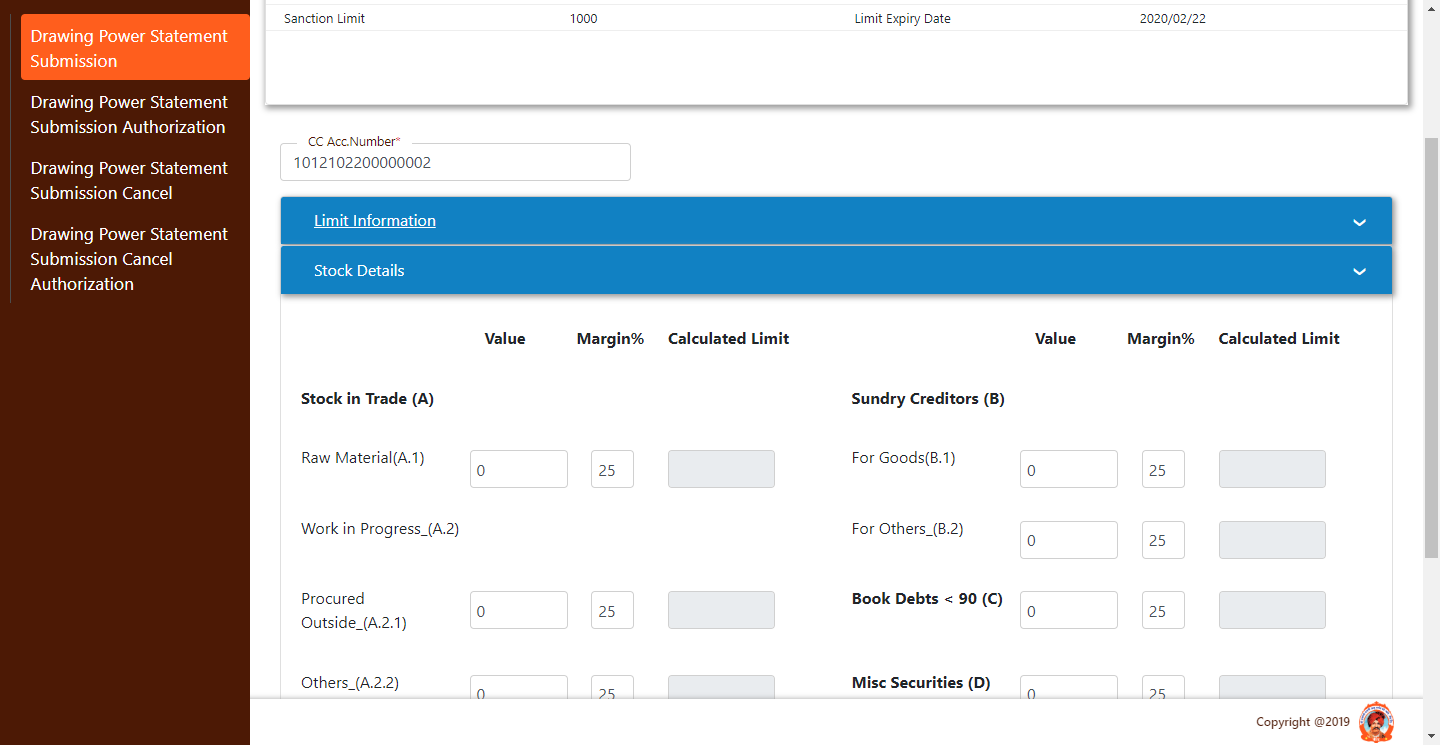 Drawing Power Statement
Submission
Drawing Power Statement
Submission Authorization
Drawing Power Statement
Submission Cancel
Drawing Power Statement
Submission Cancel
Authorization
Sanction Limit 1000 Limit Expiry Date 2020/02/22
CC Acc.Number*
1012102200000002
Limit Information
Stock Details
Value Margin% Calculated Limit Value Margin% Calculated Limit
Stock in Trade (A) Sundry Creditors (B)
Raw Material(A.1) 0 25 For Goods(B.1) 0 25
Work in Progress_(A.2) For Others_(B.2) 0 25
Procured
Outside_(A.2.1) 0 25 Book Debts < 90 (C) 0 25
Others_(A.2.2) 0 25 Misc Securities (D) 0 25
Copyright @2019